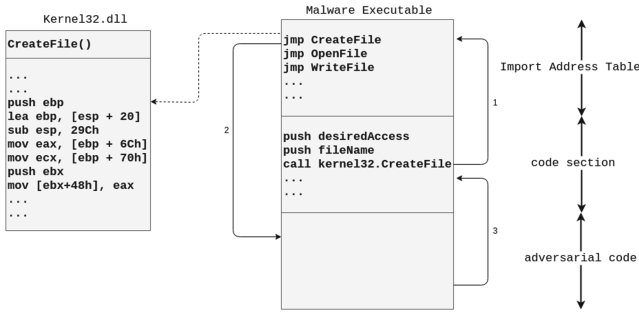 Kernel32.dll
CreateFile()
...
...
push ebp
lea ebp, [esp + 20]
sub esp, 29Ch
mov eax, [ebp + 6Ch]
mov ecx, [ebp + 70h]
push ebx
mov [ebx+48h], eax
...
...
Malware Executable
jmp CreateFile
jmp OpenFile
jmp WriteFile
...
...
push desiredAccess
push fileName
call kernel32.CreateFile
...
...
2
1
3
Import Address Table
code section
adversarial code